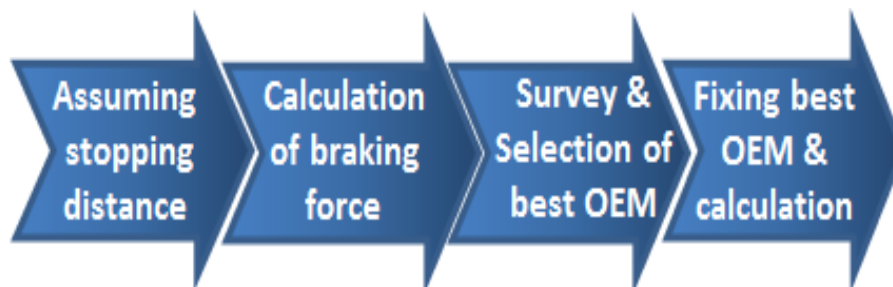 Assuming
stopping
distance
Calculation
of braking
force
Survey &
Selection of
best OEM
Fixing best
OEM &
calculation